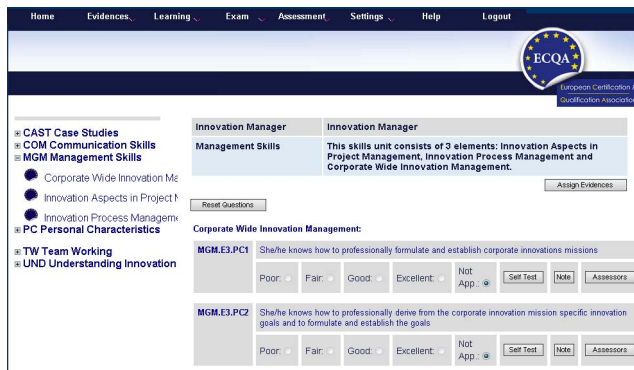 Home Evidences Learning Exam Assessment Settings Help Logout
ECQA
European Certification
Qualification Association
CAST Case Studies
COM Communication Skills
MGM Management Skills
Corporate Wide Innovation Ma
Innovation Aspects in Project
Innovation Process Managem
PC Personal Characteristics
TW Team Working
UND Understanding Innovation
Innovation Manager Innovation Manager
Management Skills This skills unit consists of 3 elements: Innovation Aspects in
Project Management, Innovation Process Management and
Corporate Wide Innovation Management.
Assign Evidences
Reset Questions
Corporate Wide Innovation Management:
MGM.E3.PC1 She/he knows how to professionally formulate and establish corporate innovations missions
Poor: Fair: Good: Excellent: Not
App.: Self Test Note Assessors
MGM.E3.PC2 She/he knows how to professionally derive from the corporate innovation mission specific innovation
goals and to formulate and establish the goals
Poor: Fair: Good: Excellent: Not
App.: Self Test Note Assessors